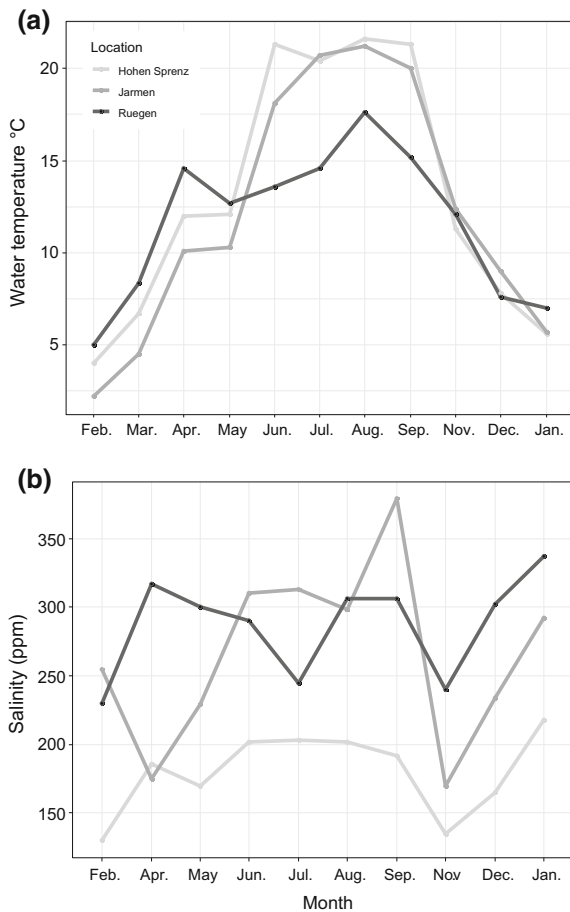 (a)
Location
Hohen Sprenz
Jarmen
Ruegen
Water temperature °C
20
15
10
5
Feb. Mar. Apr. May Jun. Jul. Aug. Sep. Nov. Dec. Jan.
(b)
Salinity (ppm)
350
300
250
200
150
Feb. Apr. May Jun. Jul. Aug. Sep. Nov Dec. Jan.
Month